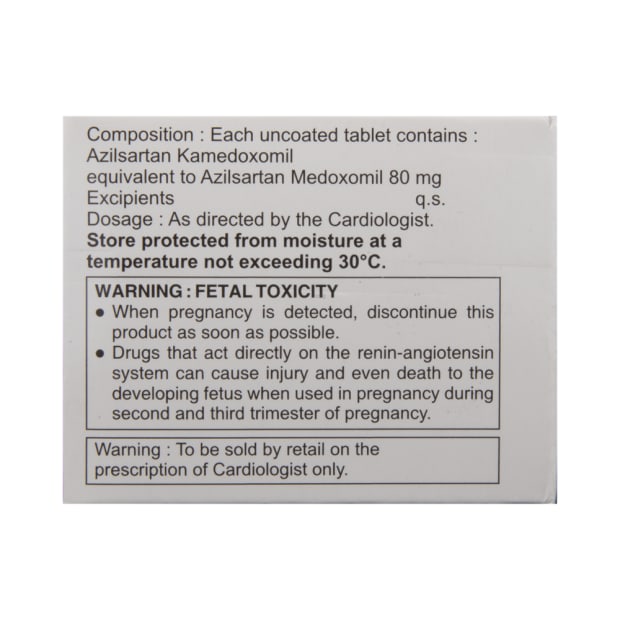 Composition : Each uncoated tablet contains :
Azilsartan Kamedoxomil
equivalent to Azilsartan Medoxomil 80 mg
Excipients q.s.
Dosage : As directed by the Cardiologist.
Store protected from moisture at a
temperature not exceeding 30°C.
WARNING : FETAL TOXICITY
● When pregnancy is detected, discontinue this
product as soon as possible.
● Drugs that act directly on the renin-angiotensin
system can cause injury and even death to the
developing fetus when used in pregnancy during
second and third trimester of pregnancy.
Warning : To be sold by retail on the
prescription of Cardiologist only.